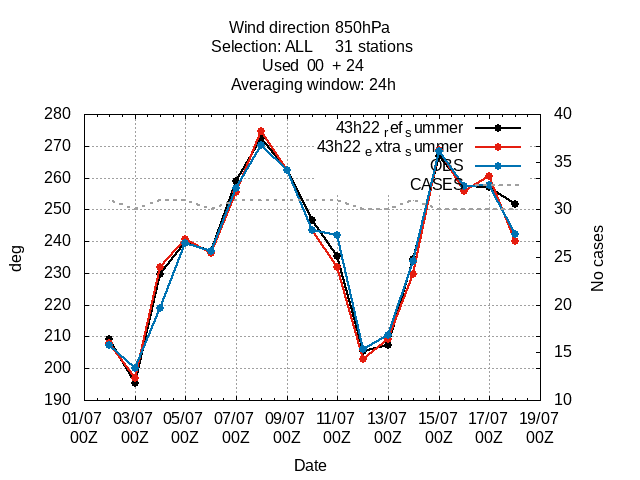 Wind direction 850hPa
Selection: ALL 31 stations
Used 00 + 24
Averaging window: 24h
280 40
43h22 ref summer
270
43h22 extra summer
35
OBS
260
CASES
250 30
240
25
230
220 20
210
15
200
190 10
deg
No cases
01/07 03/07 05/07 07/07 09/07 11/07 13/07 15/07 17/07 19/07
00Z 00Z 00Z 00Z 00Z 00Z 00Z 00Z 00Z 00Z
Date